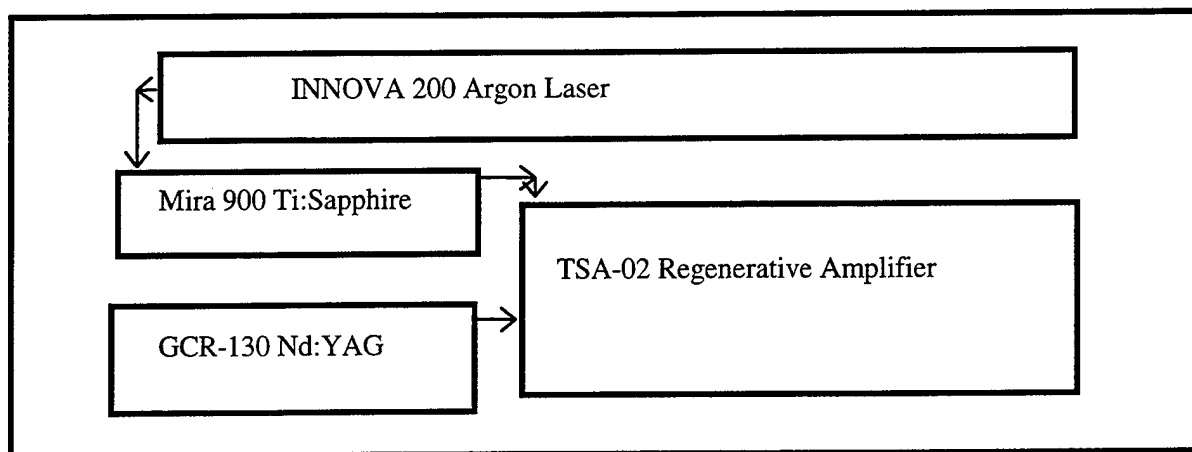 INNOVA 200 Argon Laser
Mira 900 Ti:Sapphire
TSA-02 Regenerative Amplifier
GCR-130 Nd:YAG